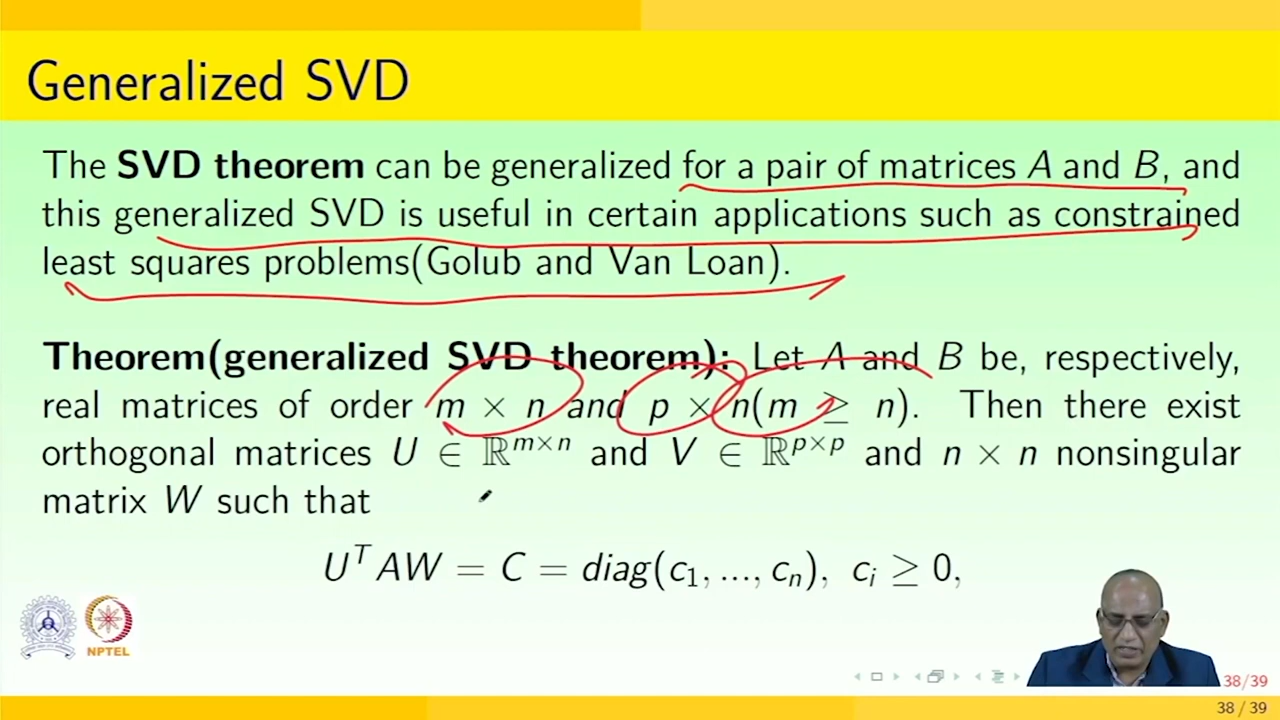 Generalized SVD
The SVD theorem can be generalized for a pair of matrices A and B, and
this generalized SVD is useful in certain applications such as constrained
least squares problems(Golub and Van Loan).
Theorem(generalized SVD theorem): Let A and B be, respectively,
real matrices of order m × n and p × n(m ≥ n). Then there exist
orthogonal matrices U ∈ ℝ^{m×n} and V ∈ ℝ^{p×p} and n × n nonsingular
matrix W such that
U^T AW = C = diag(c_1, ..., c_n), c_i ≥ 0,
NPTEL
38/39
38 / 39